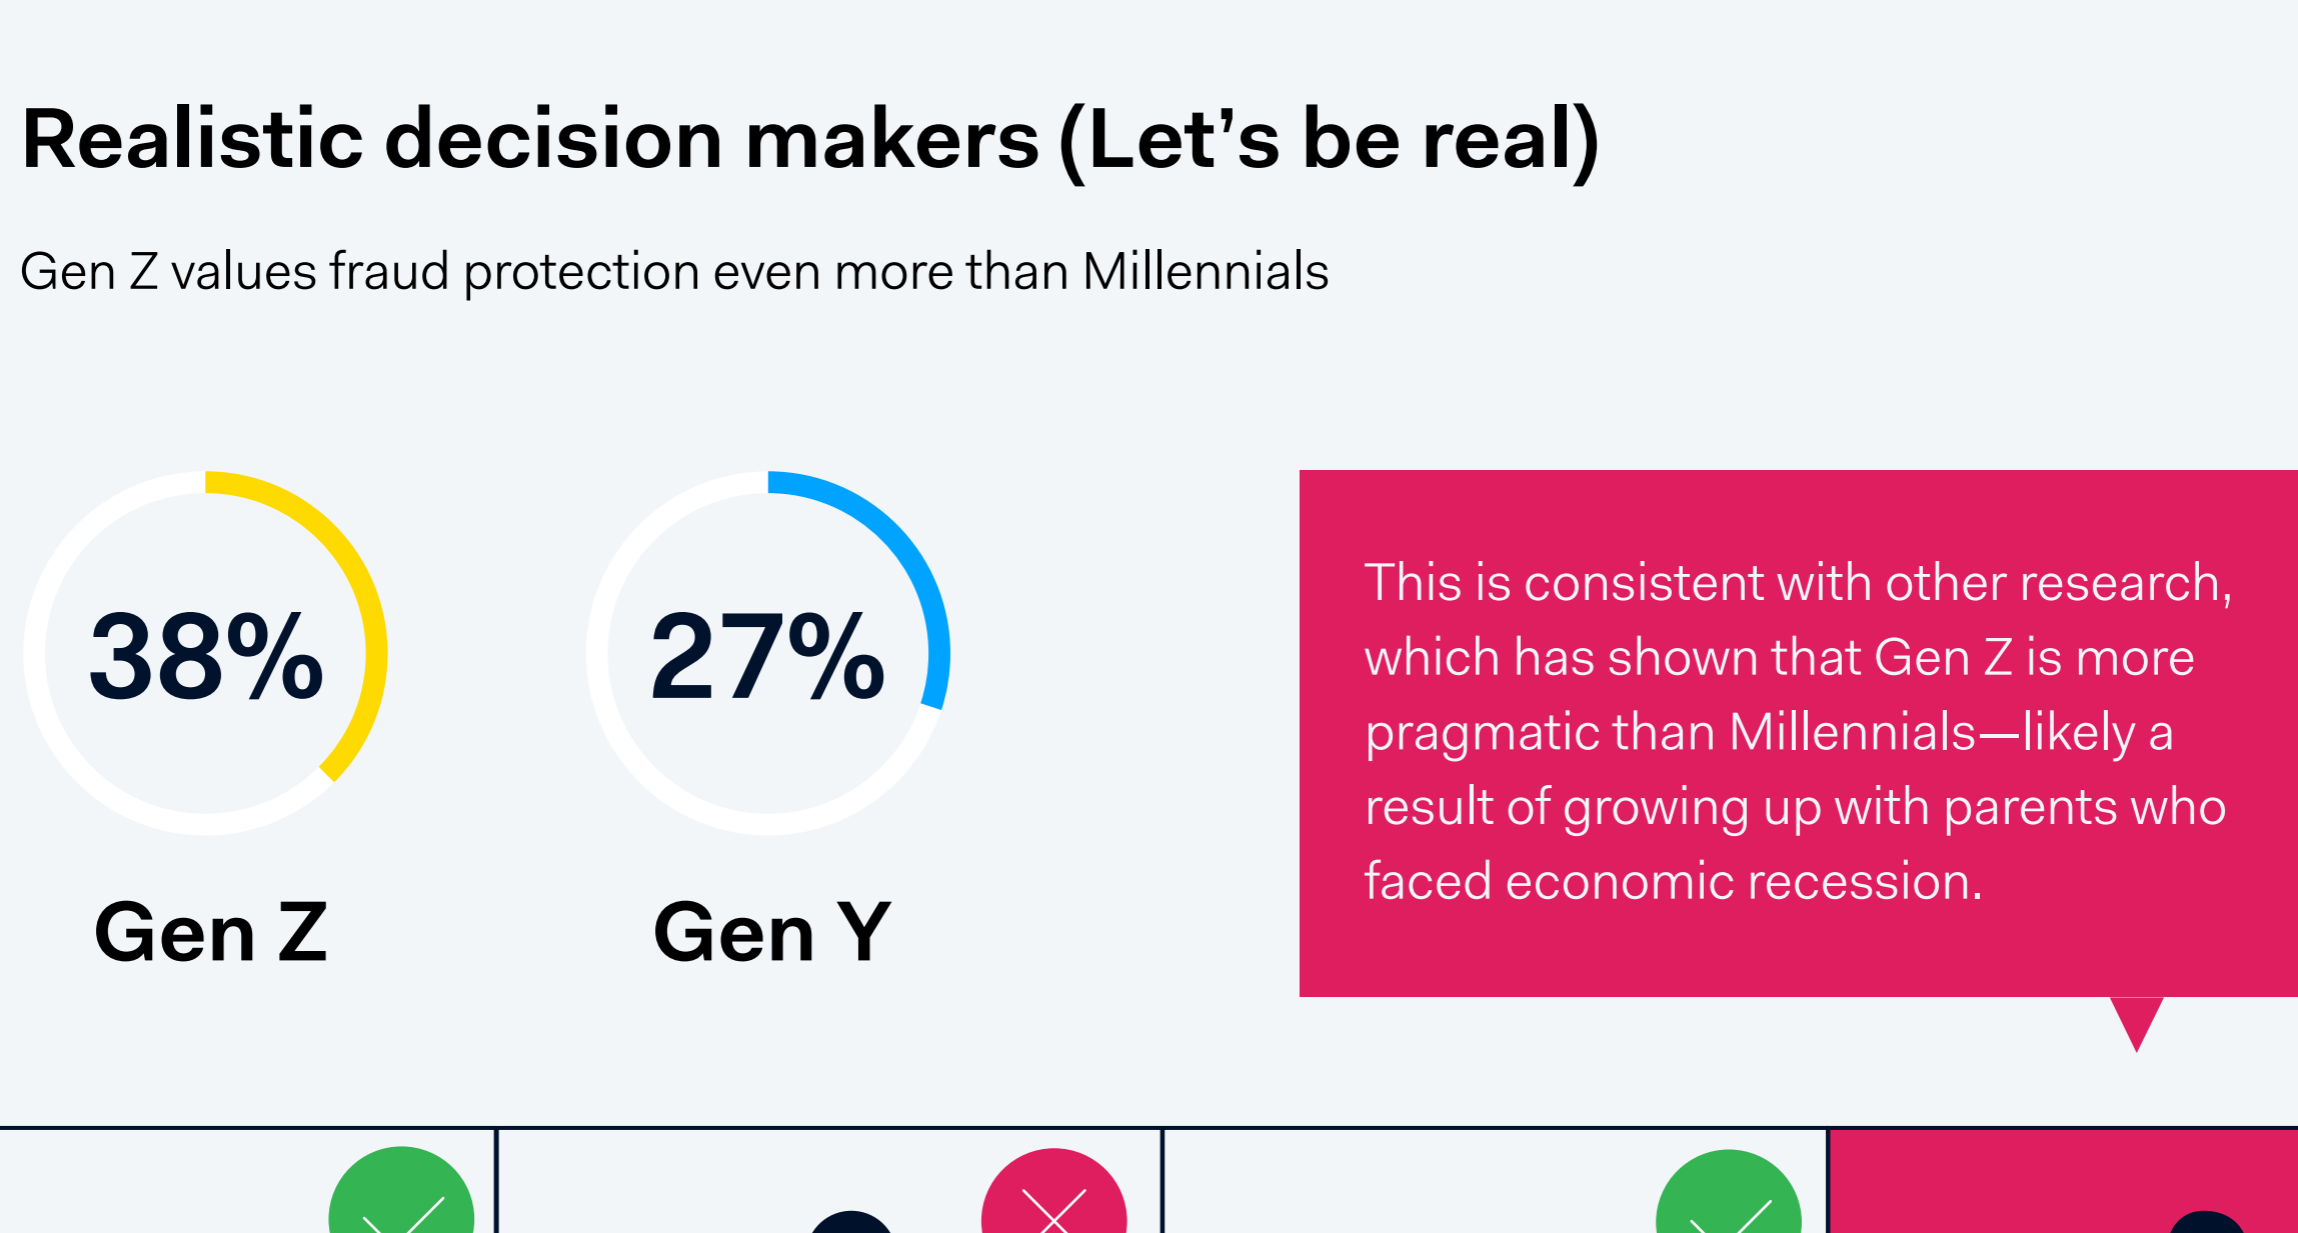 Realistic decision makers (Let’s be real)
Gen Z values fraud protection even more than Millennials
38%
Gen Z
27%
Gen Y
This is consistent with other research,
which has shown that Gen Z is more
pragmatic than Millennials—likely a
result of growing up with parents who
faced economic recession.